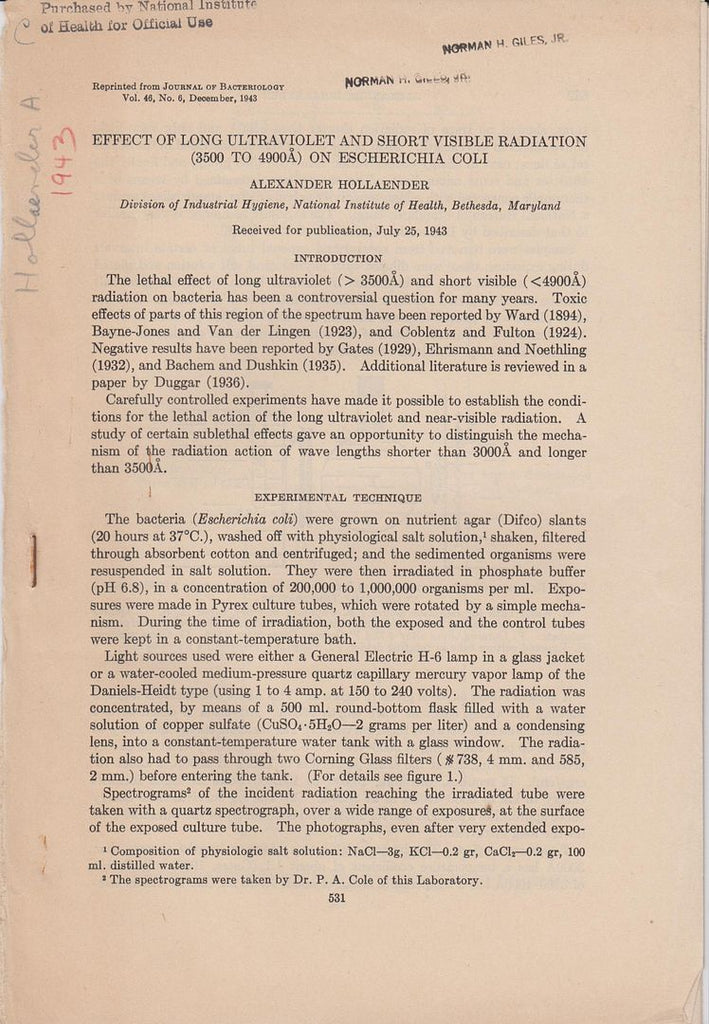 Purchased by National Institute
of Health for Official Use
C
NORMAN H. GILES, JR.
NORMAN H. GILES, JR.
Hollaender A
1943
Reprinted from JOURNAL OF BACTERIOLOGY
Vol. 46, No. 6, December, 1943
EFFECT OF LONG ULTRAVIOLET AND SHORT VISIBLE RADIATION
(3500 TO 4900Å) ON ESCHERICHIA COLI
ALEXANDER HOLLAENDER
Division of Industrial Hygiene, National Institute of Health, Bethesda, Maryland
Received for publication, July 25, 1943
INTRODUCTION
The lethal effect of long ultraviolet (> 3500Å) and short visible (<4900Å)
radiation on bacteria has been a controversial question for many years. Toxic
effects of parts of this region of the spectrum have been reported by Ward (1894),
Bayne-Jones and Van der Lingen (1923), and Coblentz and Fulton (1924).
Negative results have been reported by Gates (1929), Ehrismann and Noethling
(1932), and Bachem and Dushkin (1935). Additional literature is reviewed in a
paper by Duggar (1936).
Carefully controlled experiments have made it possible to establish the condi-
tions for the lethal action of the long ultraviolet and near-visible radiation. A
study of certain sublethal effects gave an opportunity to distinguish the mecha-
nism of the radiation action of wave lengths shorter than 3000Å and longer
than 3500Å.
EXPERIMENTAL TECHNIQUE
The bacteria (Escherichia coli) were grown on nutrient agar (Difco) slants
(20 hours at 37°C.), washed off with physiological salt solution,¹ shaken, filtered
through absorbent cotton and centrifuged; and the sedimented organisms were
resuspended in salt solution. They were then irradiated in phosphate buffer
(pH 6.8), in a concentration of 200,000 to 1,000,000 organisms per ml. Expo-
sures were made in Pyrex culture tubes, which were rotated by a simple mecha-
nism. During the time of irradiation, both the exposed and the control tubes
were kept in a constant-temperature bath.
Light sources used were either a General Electric H-6 lamp in a glass jacket
or a water-cooled medium-pressure quartz capillary mercury vapor lamp of the
Daniels-Heidt type (using 1 to 4 amp. at 150 to 240 volts). The radiation was
concentrated, by means of a 500 ml. round-bottom flask filled with a water
solution of copper sulfate (CuSO₄·5H₂O—2 grams per liter) and a condensing
lens, into a constant-temperature water tank with a glass window. The radia-
tion also had to pass through two Corning Glass filters (#738, 4 mm. and 585,
2 mm.) before entering the tank. (For details see figure 1.)
Spectrograms² of the incident radiation reaching the irradiated tube were
taken with a quartz spectrograph, over a wide range of exposures, at the surface
of the exposed culture tube. The photographs, even after very extended expo-
¹ Composition of physiologic salt solution: NaCl—3g, KCl—0.2 gr, CaCl₂—0.2 gr, 100
ml. distilled water.
² The spectrograms were taken by Dr. P. A. Cole of this Laboratory.
531